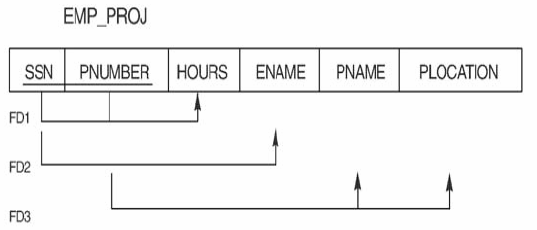 EMP_PROJ
SSN PNUMBER HOURS ENAME PNAME PLOCATION
FD1
FD2
FD3